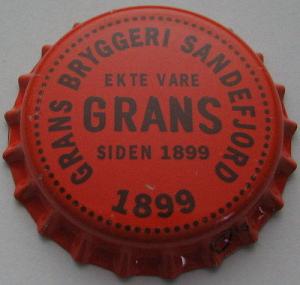 GRANS BRYGGERI SANDEFJORD
EKTE VARE
GRANS
SIDEN 1899
1899